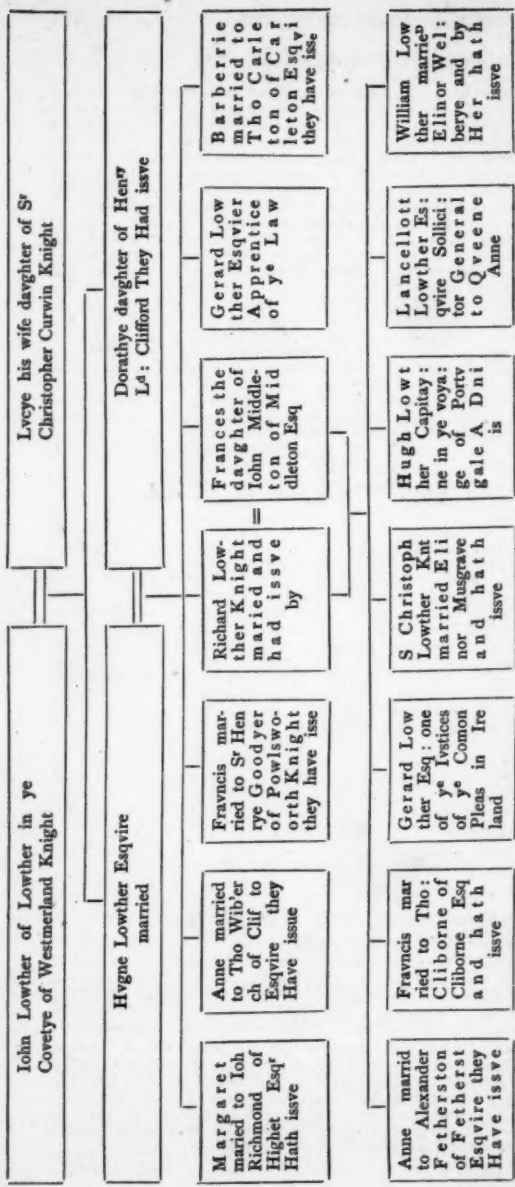 Iohn Lowther of Lowther in ye
Covetye of Westmerland Knight
Lvcye his wife davghter of Sʳ
Christopher Curwin Knight
Hvgne Lowther Esqvire
married
Dorathye davghter of Henʳʸ
Lᵈ: Clifford They Had issve
Margaret
maried to Ioh
Richmond of
Highet Esqʳ
Hath issve
Anne married
to Tho Wib'er
ch of Clif to
Esqvire they
Have issue
Fravncis mar-
ried to Sʳ Hen
rye Goodyer
of Powlswo-
orth Knight
they have isse
Richard Low-
ther Knight
maried and
had issve
by
=
Frances the
davghter of
Iohn Middle-
ton of Mid
dleton Esq
Gerard Low
ther Esqvier
Apprentice
of yᵉ Law
Barberrie
married to
Tho Carle
ton of Car
leton Esqᵥ i
they have issₑ
Anne marrid
to Alexander
Fetherston
of Fetherst
Esqvire they
Have issve
Fravncis mar
ried to Tho:
Cliborne of
Cliborne Esq
and hath
issve
Gerard Low
ther Esq: one
of yᵉ Ivstices
of yᵉ Comon
Pleas in Ire
land
S Christoph
Lowther Knt
married Eli
nor Musgrave
and hath
issve
Hugh Lowt
her Capitay:
ne in ye voya:
ge of Portv
gale A Dni
is
Lancellott
Lowther Es:
qvire Sollici:
tor General
to Qveene
Anne
William Low
ther marrieᴰ
Elinor Wel:
berye and by
Her hath
issve